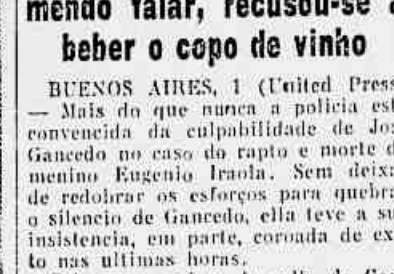 mendo falar, recusou-se a
beber o copo de vinho
BUENOS AIRES, 1 (United Press
— Mais do que nunca a policia est
convencida da culpabilidade de Jo
Gancedo no caso do rapto e morte d
menino Eugenio Iraola. Sem deixa
de redobrar os esforços para quebra
o silencio de Gancedo, ella teve a su
insistencia, em parte, coroada de ex
to nas ultimas horas.